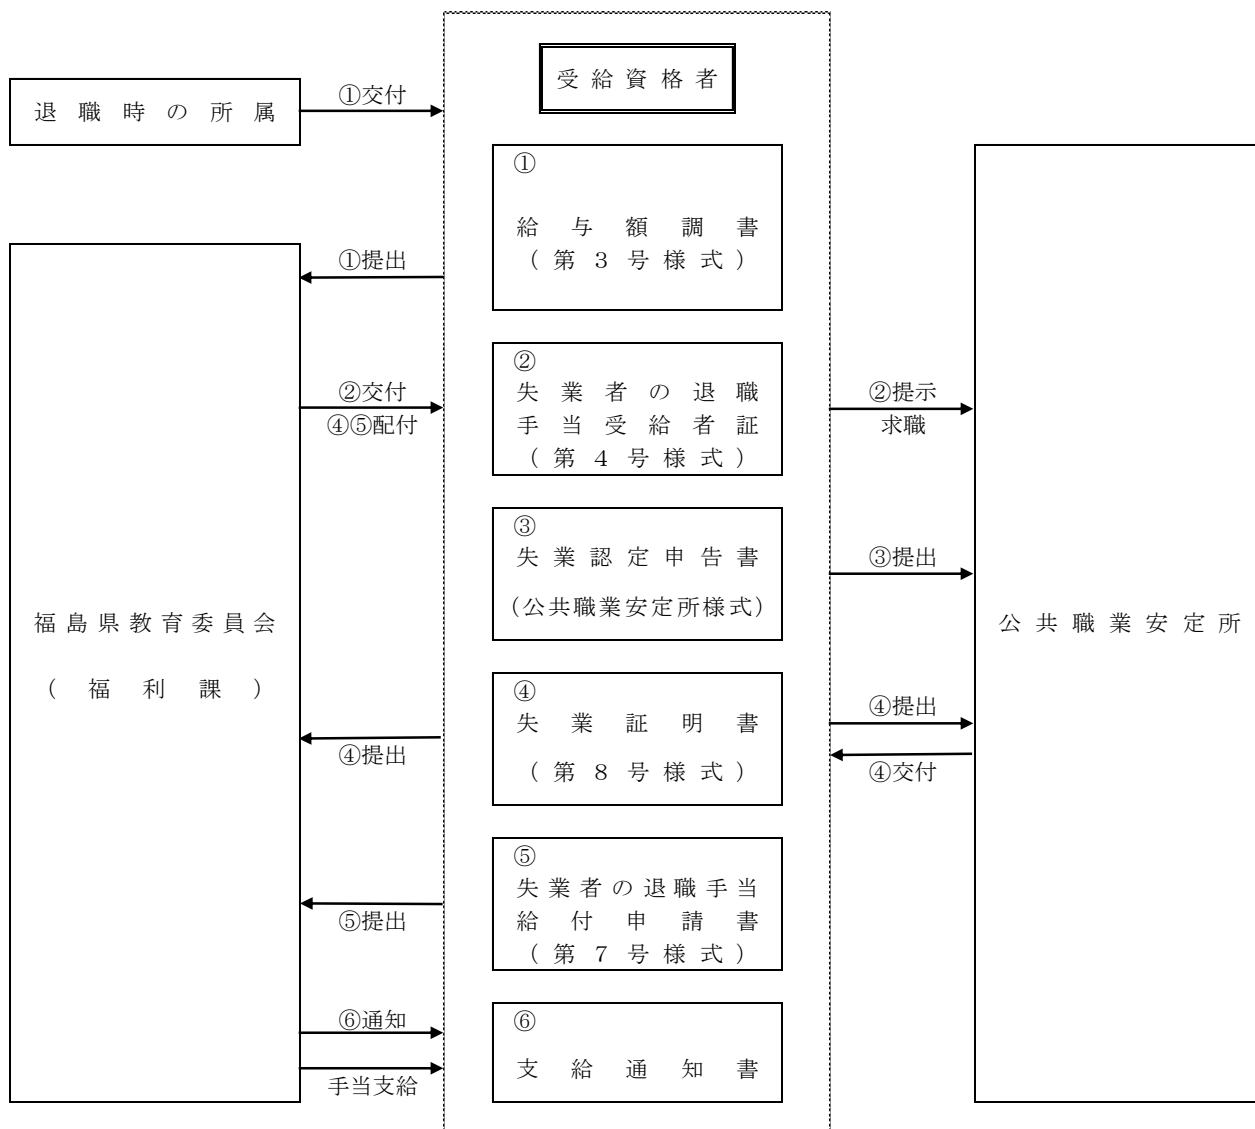 受給資格者
退職時の所属
①交付
①
給与額調書
（第３号様式）
①提出
②
失業者の退職
手当受給者証
（第４号様式）
②交付
④⑤配付
②提示
求職
③
失業認定申告書
（公共職業安定所様式）
③提出
福島県教育委員会
（福利課）
公共職業安定所
④
失業証明書
（第８号様式）
④提出
④提出
④交付
⑤
失業者の退職手当
給付申請書
（第７号様式）
⑤提出
⑥通知
手当支給
⑥
支給通知書